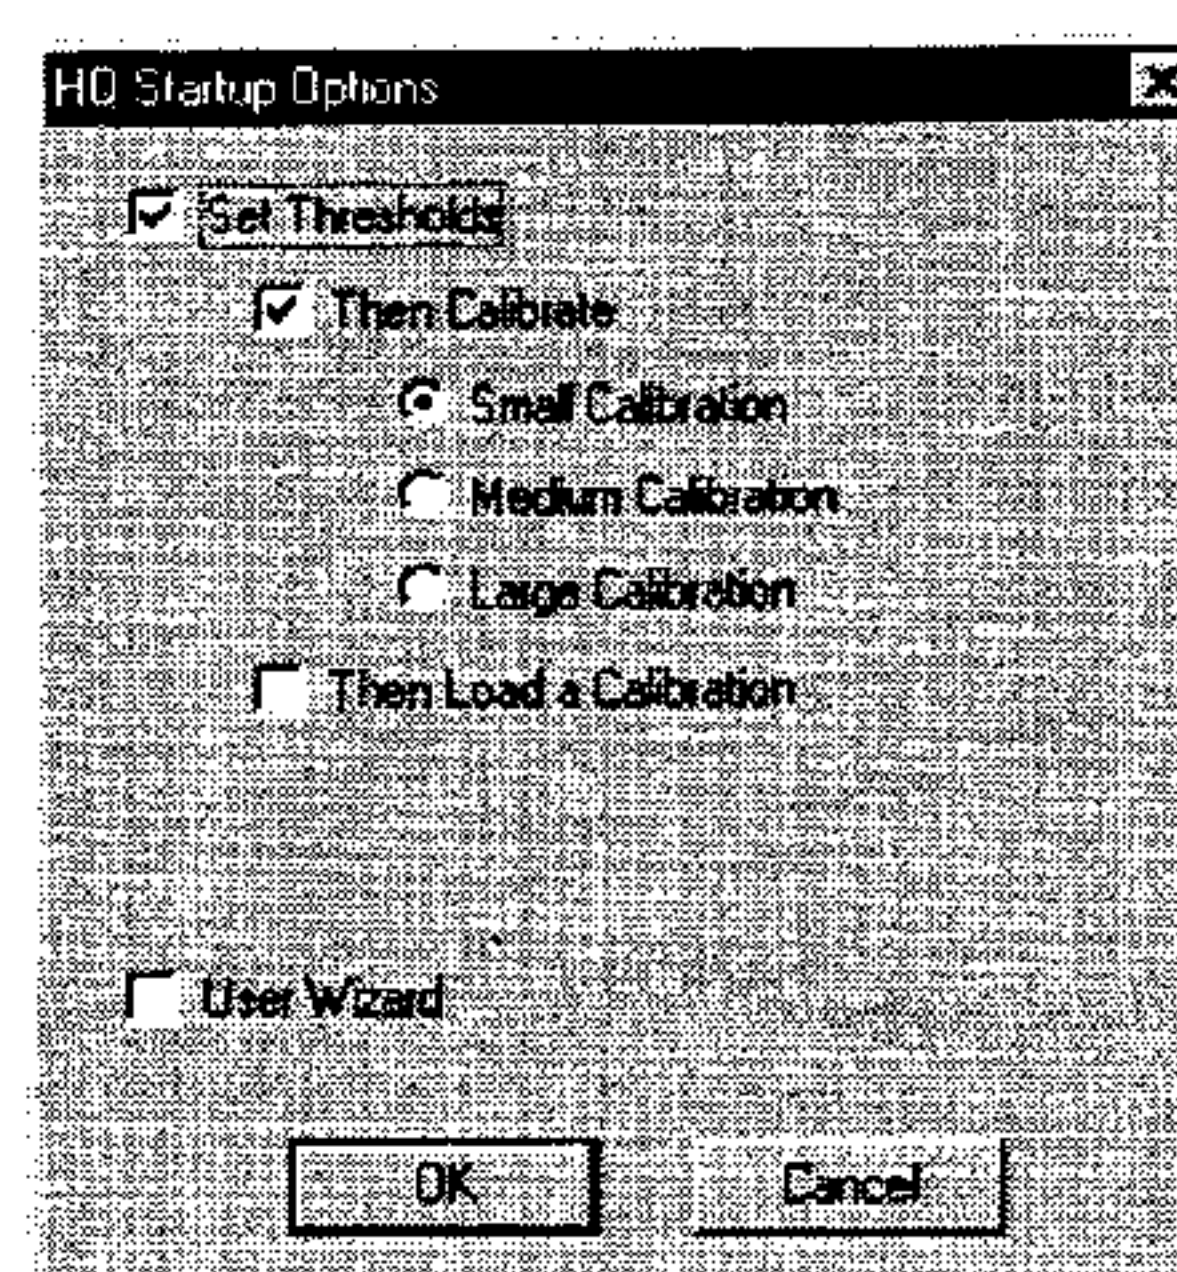 HQ Startup Options
Set Thresholds
Then Calibrate
Small Calibration
Medium Calibration
Large Calibration
Then Load a Calibration
User Wizard
OK
Cancel